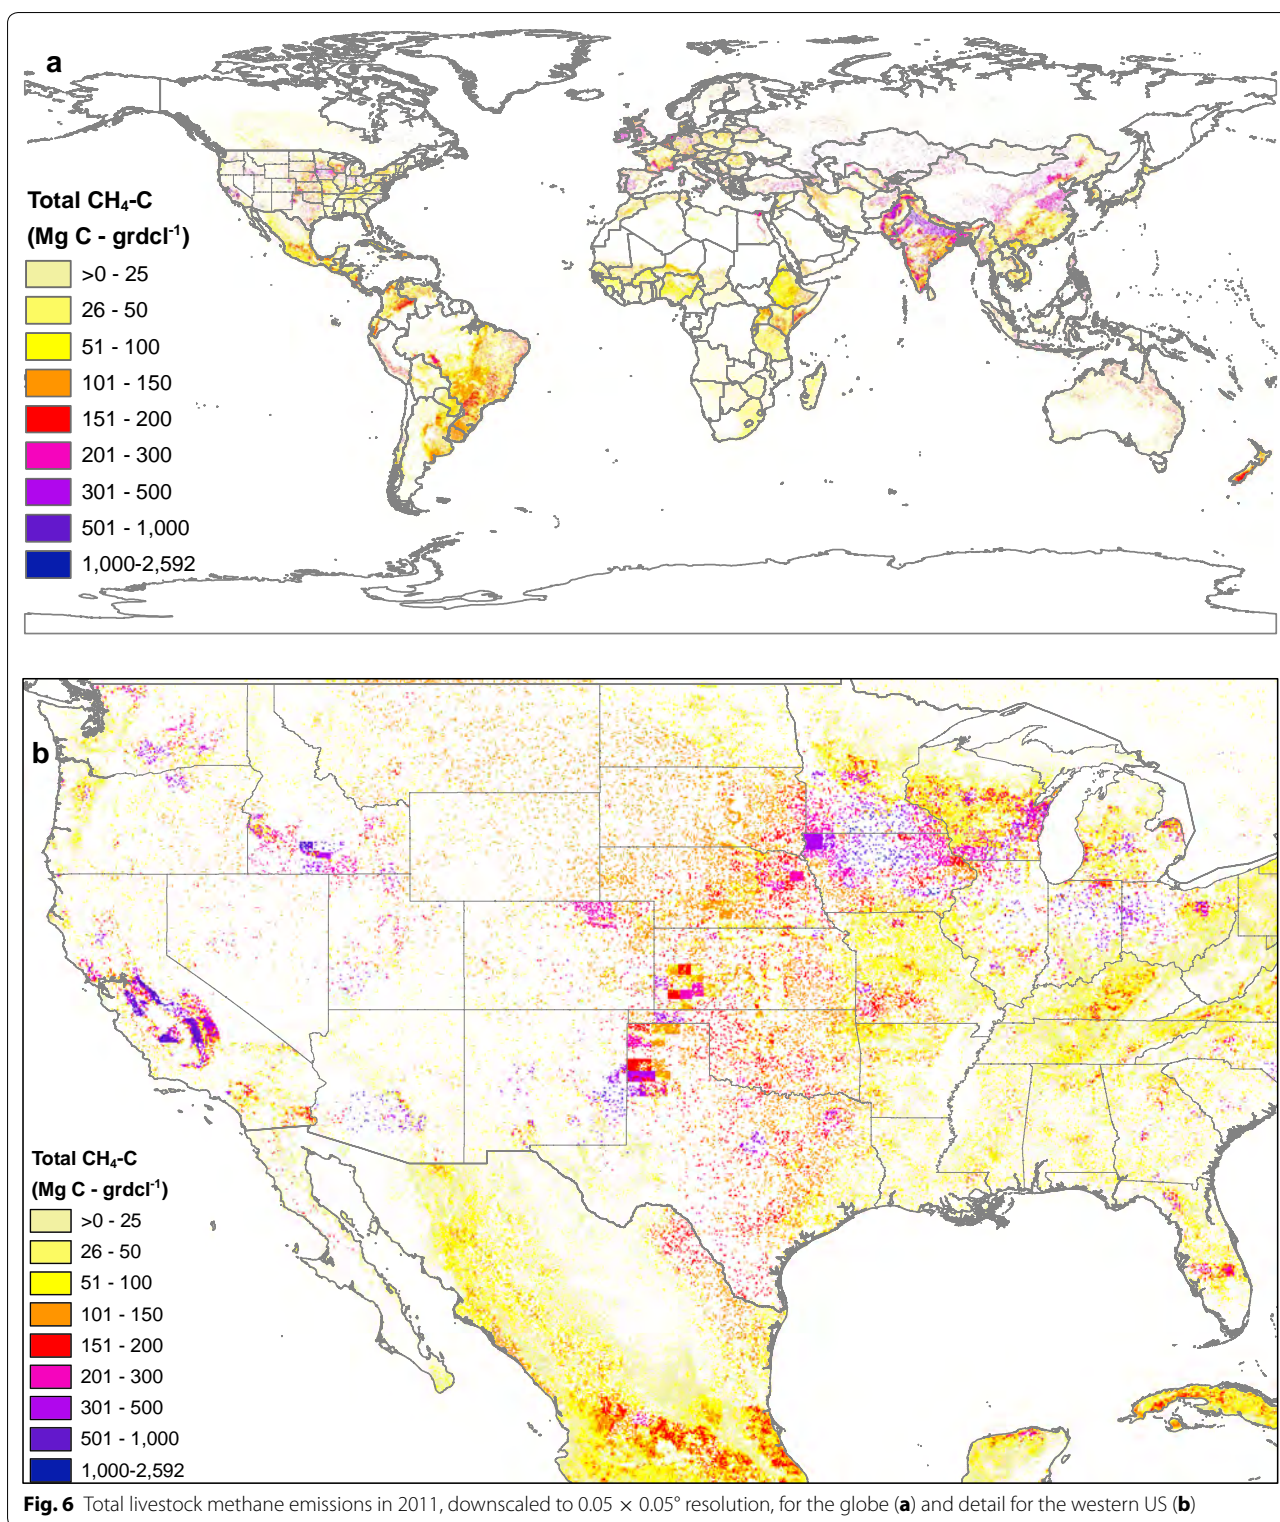 a
Total CH₄-C
(Mg C - grdcl⁻¹)
>0 - 25
26 - 50
51 - 100
101 - 150
151 - 200
201 - 300
301 - 500
501 - 1,000
1,000-2,592
b
Total CH₄-C
(Mg C - grdcl⁻¹)
>0 - 25
26 - 50
51 - 100
101 - 150
151 - 200
201 - 300
301 - 500
501 - 1,000
1,000-2,592
Fig. 6 Total livestock methane emissions in 2011, downscaled to 0.05 × 0.05° resolution, for the globe (a) and detail for the western US (b)